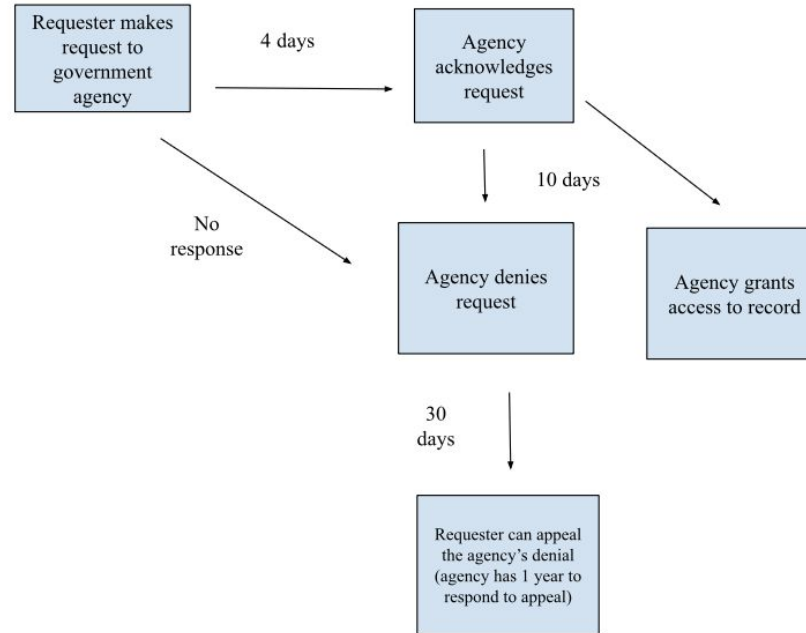 Requester makes
request to
government
agency
4 days
Agency
acknowledges
request
10 days
No
response
Agency denies
request
Agency grants
access to record
30
days
Requester can appeal
the agency’s denial
(agency has 1 year to
respond to appeal)